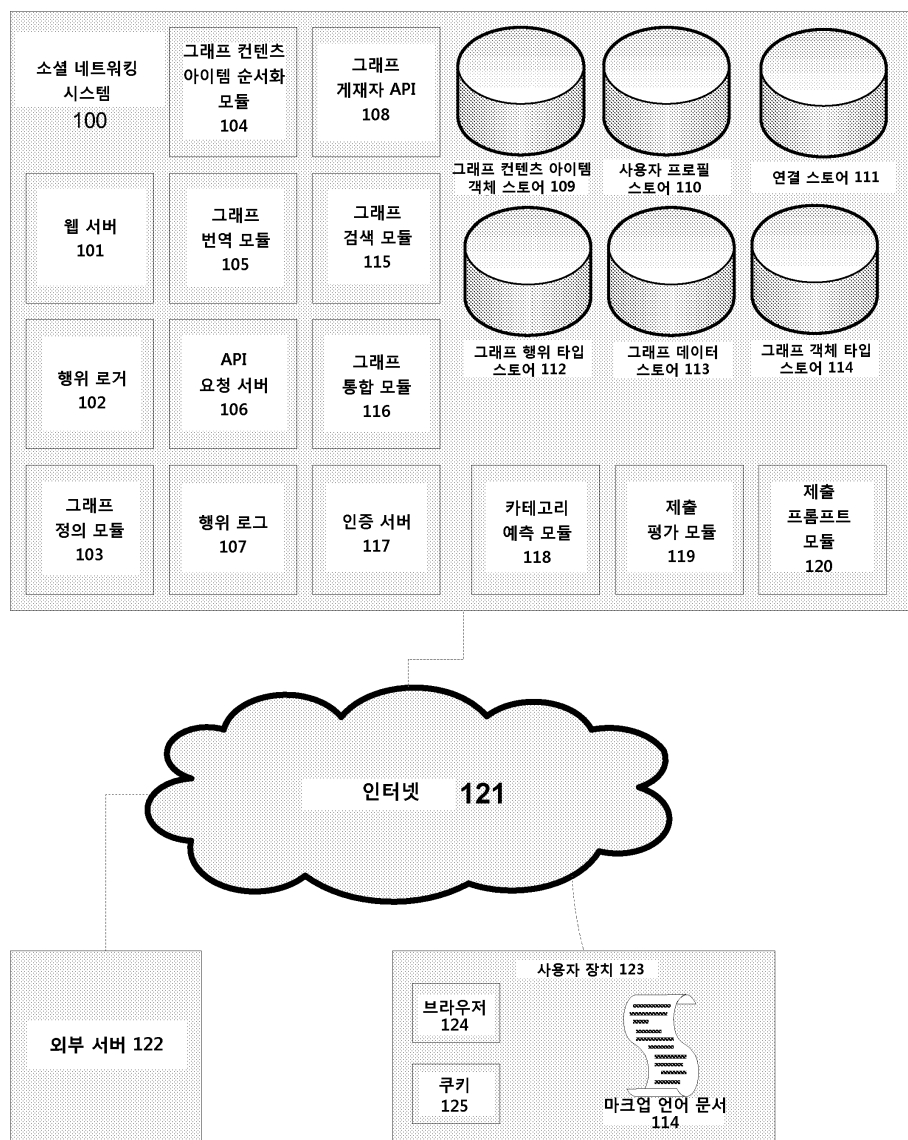 소셜 네트워킹
시스템
100
그래프 컨텐츠
아이템 순서화
모듈
104
그래프
게재자 API
108
그래프 컨텐츠 아이템
객체 스토어 109
사용자 프로필
스토어 110
연결 스토어 111
웹 서버
101
그래프
번역 모듈
105
그래프
검색 모듈
115
그래프 행위 타입
스토어 112
그래프 데이터
스토어 113
그래프 객체 타입
스토어 114
행위 로거
102
API
요청 서버
106
그래프
통합 모듈
116
그래프
정의 모듈
103
행위 로그
107
인증 서버
117
카테고리
예측 모듈
118
제출
평가 모듈
119
제출
프롬프트
모듈
120
인터넷 121
외부 서버 122
사용자 장치 123
브라우저
124
쿠키
125
마크업 언어 문서
114